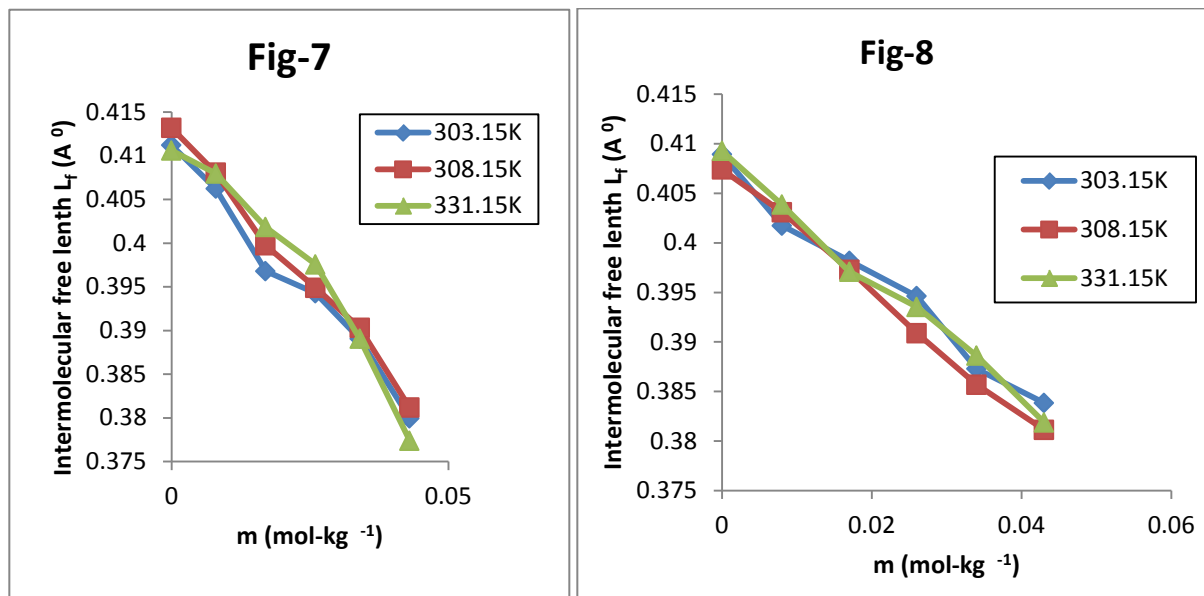 Fig-7
Intermolecular free lenth L_f (A ⁰)
0.415
0.41
0.405
0.4
0.395
0.39
0.385
0.38
0.375
0
0.05
m (mol-kg ⁻¹)
303.15K
308.15K
331.15K
Fig-8
Intermolecular free lenth L_f (A ⁰)
0.415
0.41
0.405
0.4
0.395
0.39
0.385
0.38
0.375
0
0.02
0.04
0.06
m (mol-kg ⁻¹)
303.15K
308.15K
331.15K